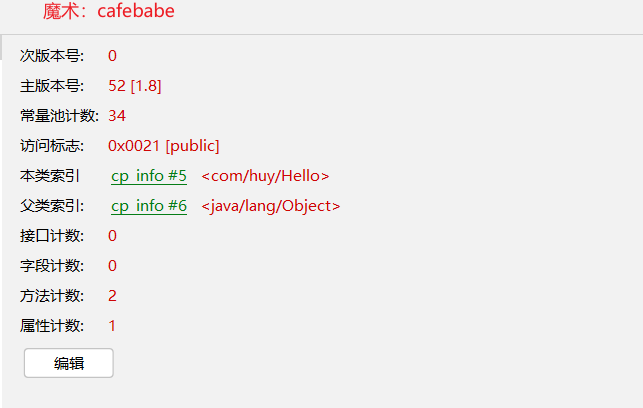 魔术：cafebabe
次版本号: 0
主版本号: 52 [1.8]
常量池计数: 34
访问标志: 0x0021 [public]
本类索引 cp_info #5 <com/huy/Hello>
父类索引: cp_info #6 <java/lang/Object>
接口计数: 0
字段计数: 0
方法计数: 2
属性计数: 1
编辑